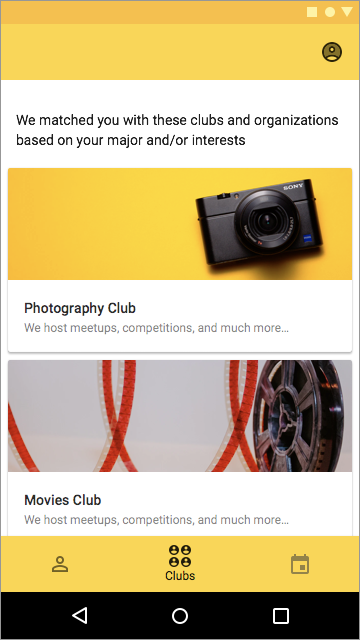 We matched you with these clubs and organizations
based on your major and/or interests
SONY
Photography Club
We host meetups, competitions, and much more...
Movies Club
We host meetups, competitions, and much more...
Clubs